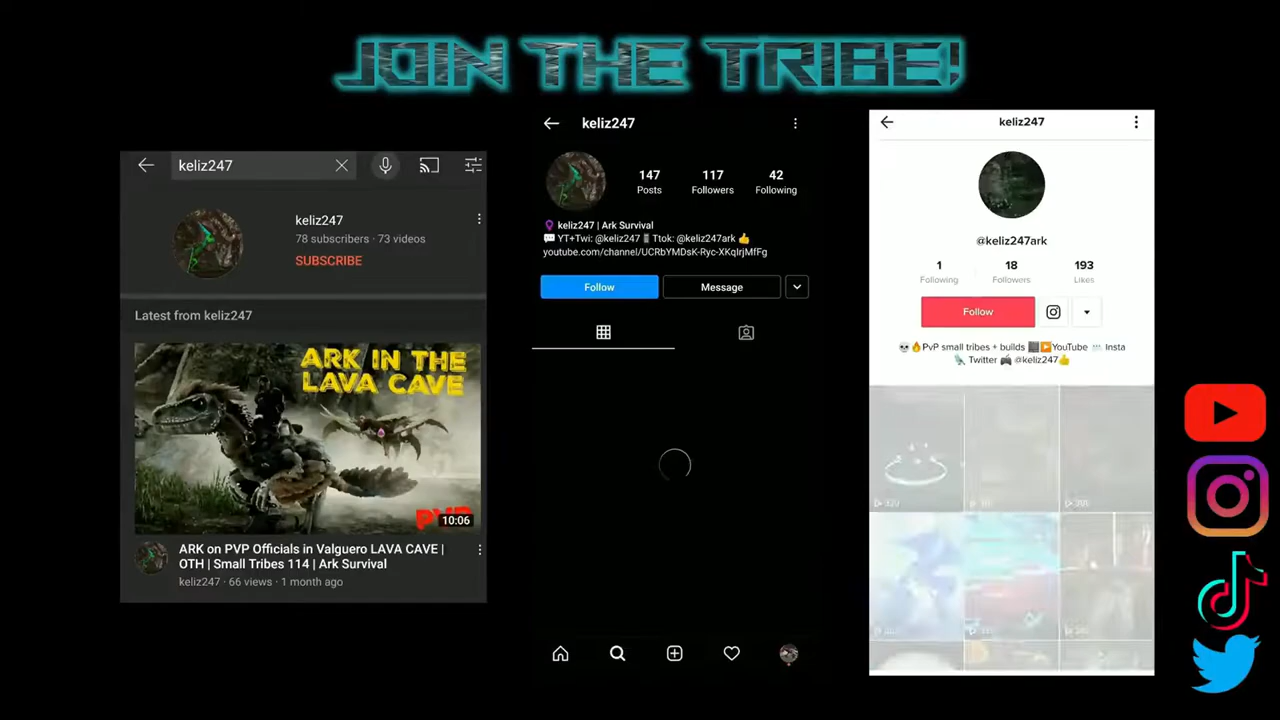 JOIN THE TRIBE!
keliz247
keliz247
78 subscribers · 73 videos
SUBSCRIBE
Latest from keliz247
ARK IN THE
LAVA CAVE
10:06
ARK on PVP Officials in Valguero LAVA CAVE |
OTH | Small Tribes 114 | Ark Survival
keliz247 · 66 views · 1 month ago
keliz247
147 117 42
Posts Followers Following
keliz247 | Ark Survival
YT+Twi: @keliz247 Ttok: @keliz247ark
youtube.com/channel/UCRbYMDsK-Ryc-XKqIrjMfFg
Follow Message
keliz247
@keliz247ark
1 18 193
Following Followers Likes
Follow
PvP small tribes + builds YouTube Insta
Twitter @keliz247